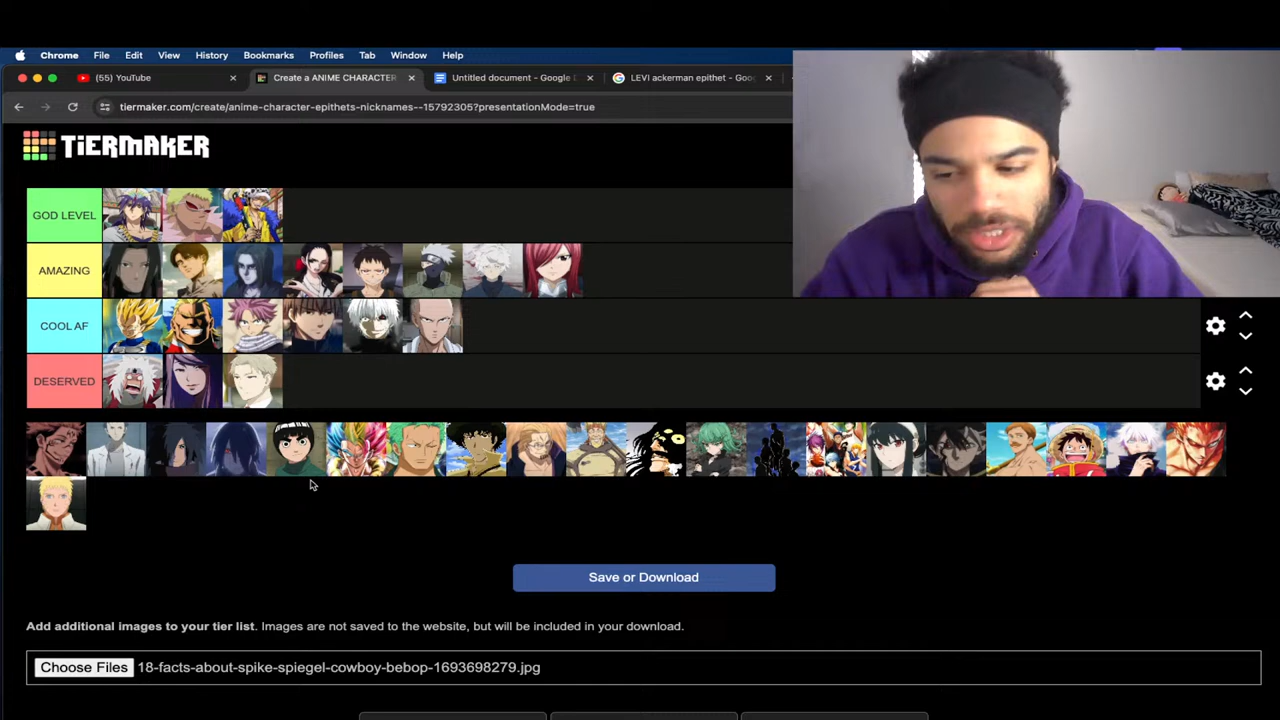 Chrome File Edit View History Bookmarks Profiles Tab Window Help
(55) YouTube
Create a ANIME CHARACTER
Untitled document - Google D
LEVI ackerman epithet - Goo
tiermaker.com/create/anime-character-epithets-nicknames--15792305?presentationMode=true
TIERMAKER
GOD LEVEL
AMAZING
COOL AF
DESERVED
Save or Download
Add additional images to your tier list. Images are not saved to the website, but will be included in your download.
Choose Files 18-facts-about-spike-spiegel-cowboy-bebop-1693698279.jpg